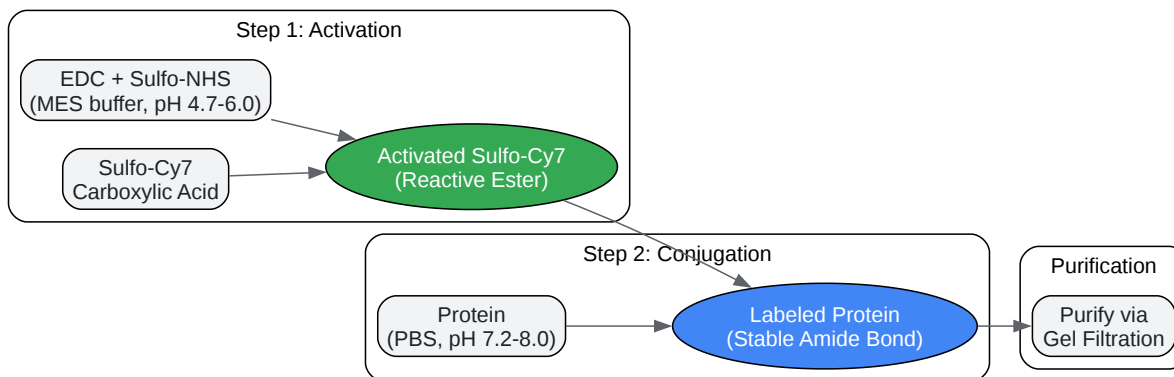 Step 1: Activation
EDC + Sulfo-NHS
(MES buffer, pH 4.7-6.0)
Sulfo-Cy7
Carboxylic Acid
Activated Sulfo-Cy7
(Reactive Ester)
Step 2: Conjugation
Protein
(PBS, pH 7.2-8.0)
Labeled Protein
(Stable Amide Bond)
Purification
Purify via
Gel Filtration